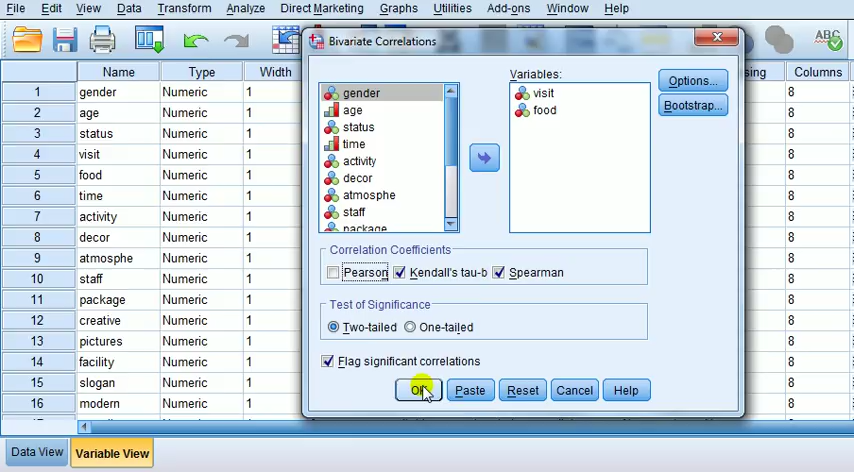 File Edit View Data Transform Analyze Direct Marketing Graphs Utilities Add-ons Window Help
Bivariate Correlations
ABC
Name Type Width Columns
1 gender Numeric 1 8
2 age Numeric 1 8
3 status Numeric 1 8
4 visit Numeric 1 8
5 food Numeric 1 8
6 time Numeric 1 8
7 activity Numeric 1 8
8 decor Numeric 1 8
9 atmosphe Numeric 1 8
10 staff Numeric 1 8
11 package Numeric 1 8
12 creative Numeric 1 8
13 pictures Numeric 1 8
14 facility Numeric 1 8
15 slogan Numeric 1 8
16 modern Numeric 1 8
gender
age
status
time
activity
decor
atmosphe
staff
package
Variables:
visit
food
Options...
Bootstrap...
Correlation Coefficients
Pearson Kendall's tau-b Spearman
Test of Significance
Two-tailed One-tailed
Flag significant correlations
OK Paste Reset Cancel Help
Data View Variable View